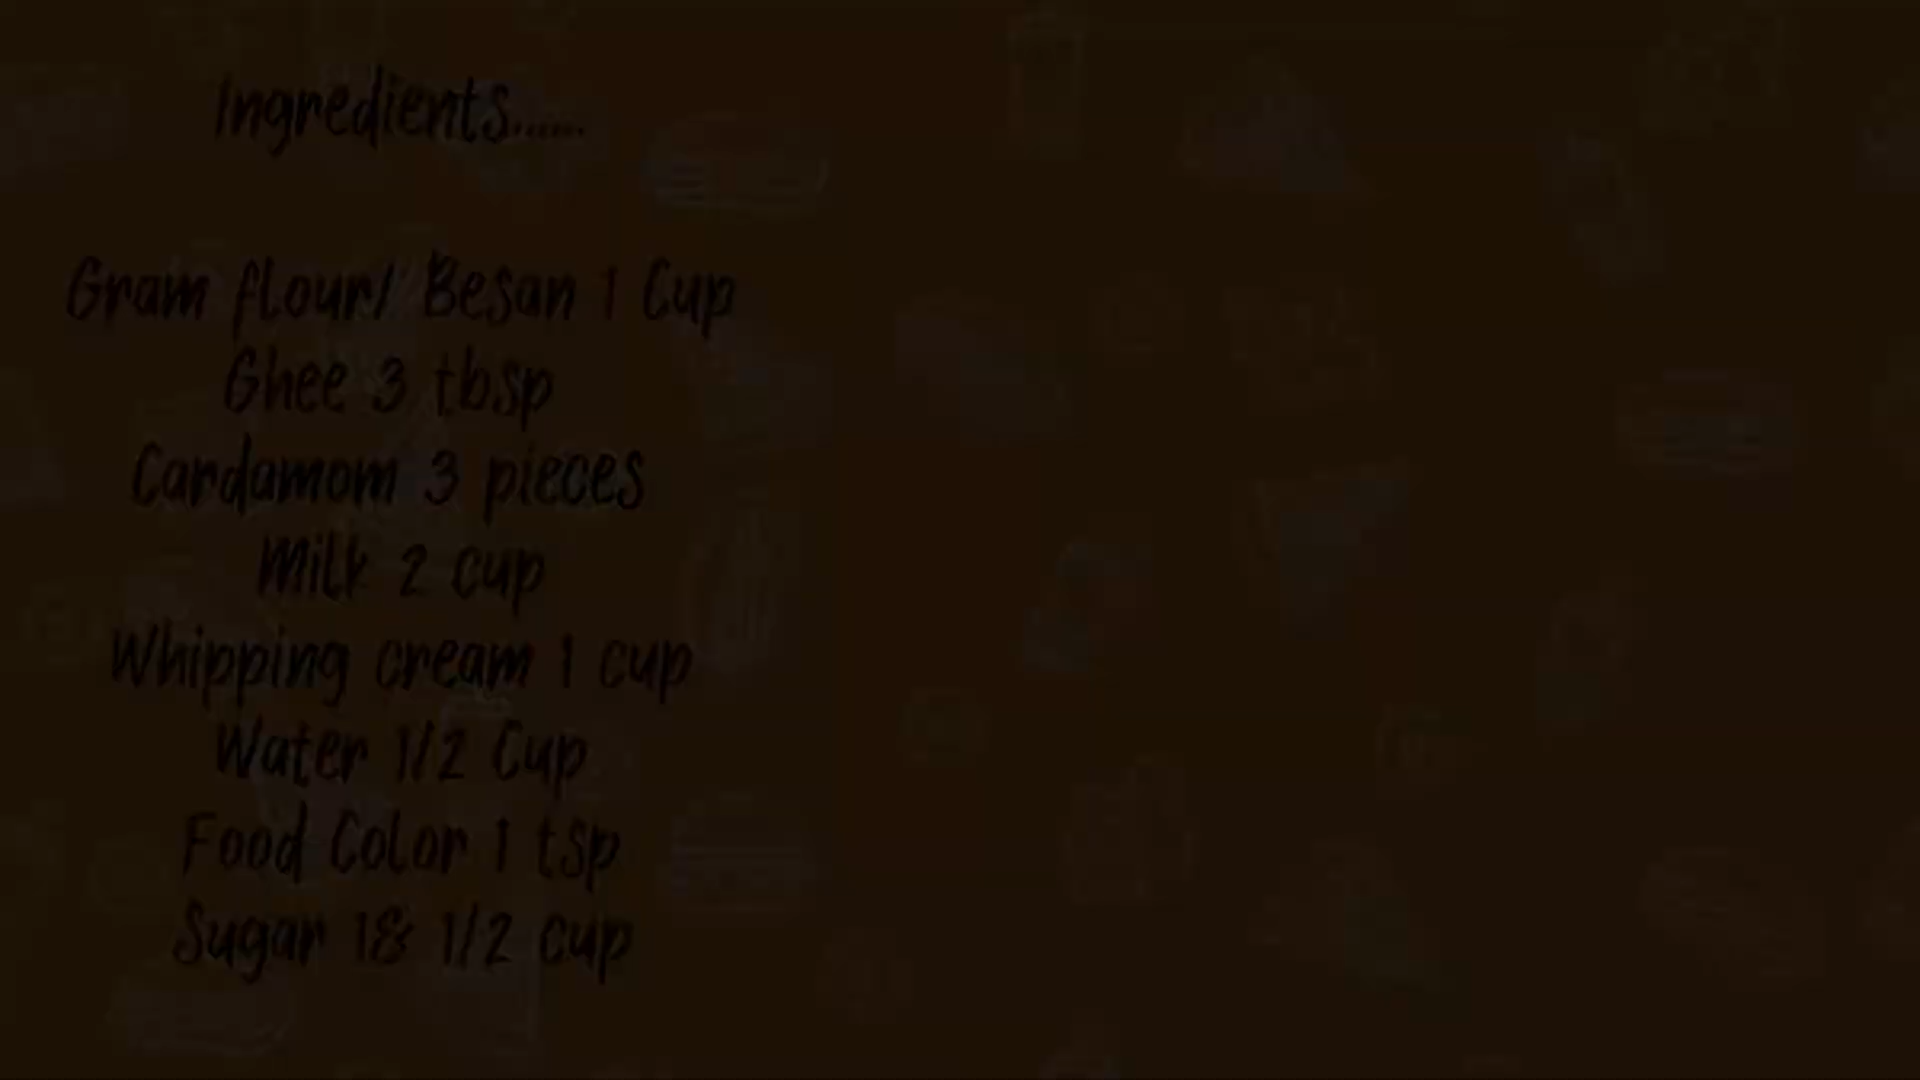 Ingredients......
Gram flour/ Besan 1 Cup
Ghee 3 tbsp
Cardamom 3 pieces
Milk 2 cup
Whipping cream 1 cup
Water 1/2 Cup
Food Color 1 tsp
Sugar 1& 1/2 cup